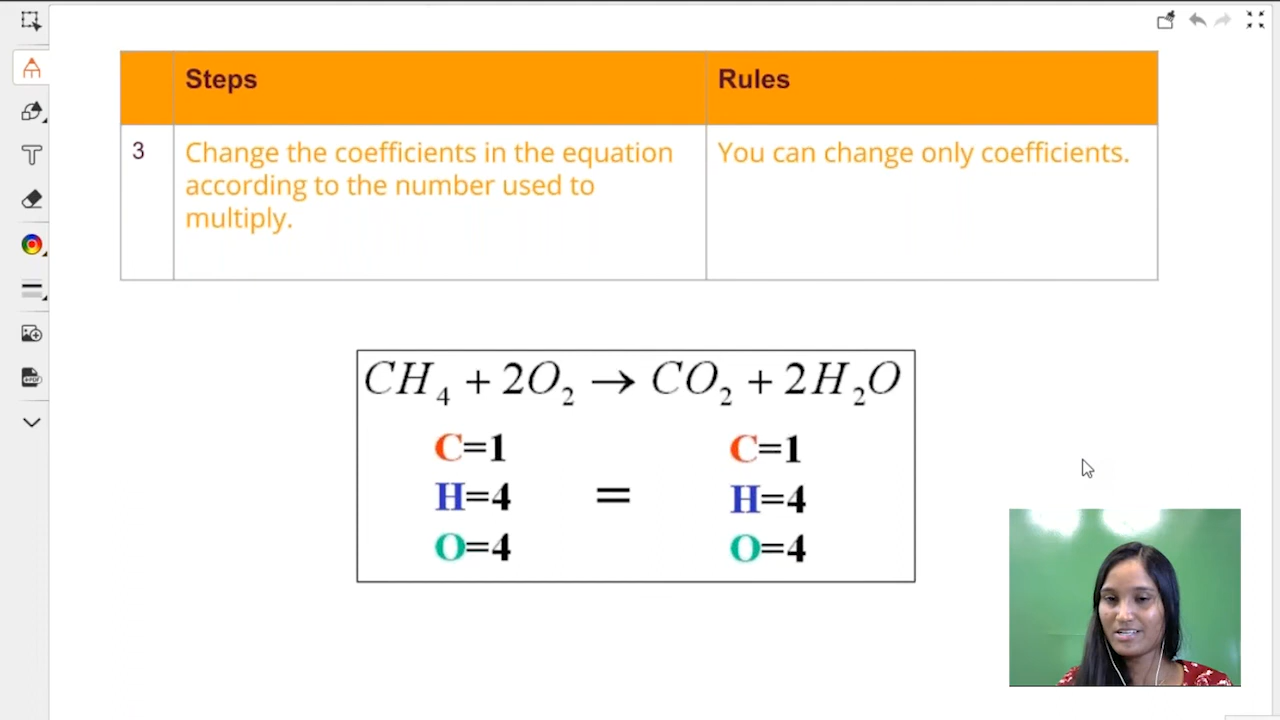 Steps
Rules
3
Change the coefficients in the equation
according to the number used to
multiply.
You can change only coefficients.
CH₄ + 2O₂ → CO₂ + 2H₂O
C=1
C=1
H=4
=
H=4
O=4
O=4
T
PDF